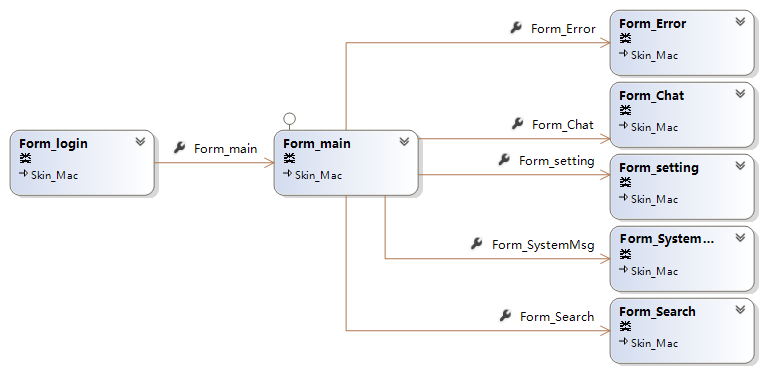 Form_Error
Form_Error
Skin_Mac
Form_Chat
Form_Chat
Skin_Mac
Form_login
Skin_Mac
Form_main
Form_main
Skin_Mac
Form_setting
Form_setting
Skin_Mac
Form_SystemMsg
Form_System...
Skin_Mac
Form_Search
Form_Search
Skin_Mac